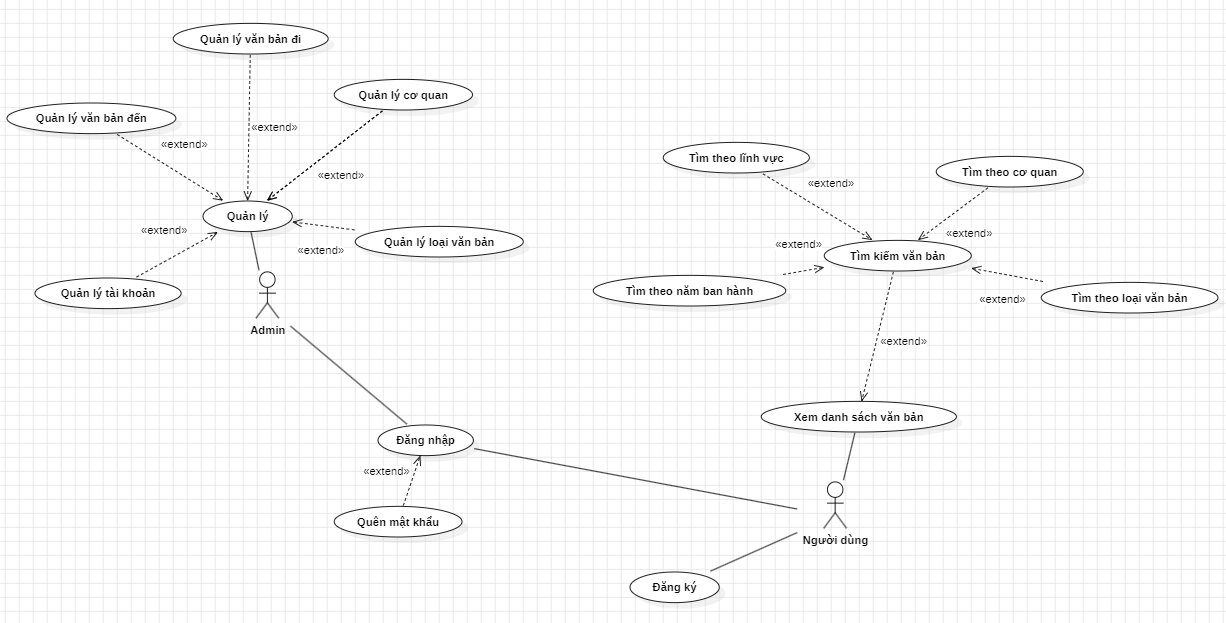 Quản lý văn bản đi
Quản lý cơ quan
Quản lý văn bản đến
«extend»
«extend»
«extend»
Quản lý
«extend»
Quản lý loại văn bản
«extend»
Quản lý tài khoản
Admin
Tìm theo lĩnh vực
Tìm theo cơ quan
«extend»
«extend»
«extend»
Tìm kiếm văn bản
Tìm theo năm ban hành
Tìm theo loại văn bản
«extend»
«extend»
Xem danh sách văn bản
Đăng nhập
«extend»
Quên mật khẩu
Người dùng
Đăng ký